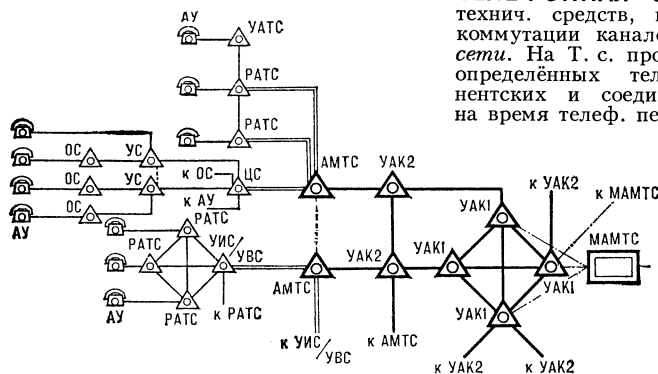 ТЕЛЕФОННАЯ С
технич. средств,
коммутации канало
сети. На Т. с. про
определённых тел
нентских и соеди
на время телеф. пе
АУ
УАТС
РАТС
РАТС
ОС
УС
ОС
УС
ОС
АУ
к ОС
ЦС
к АУ
АМТС
УАК2
РАТС
РАТС
УИС/
УВС
РАТС
АУ
к РАТС
АМТС
к УИС
/УВС
УАК2
к АМТС
УАК1
УАК1
УАК1
УАК1
к УАК2
к МАМТС
МАМТС
к УАК2
к УАК2